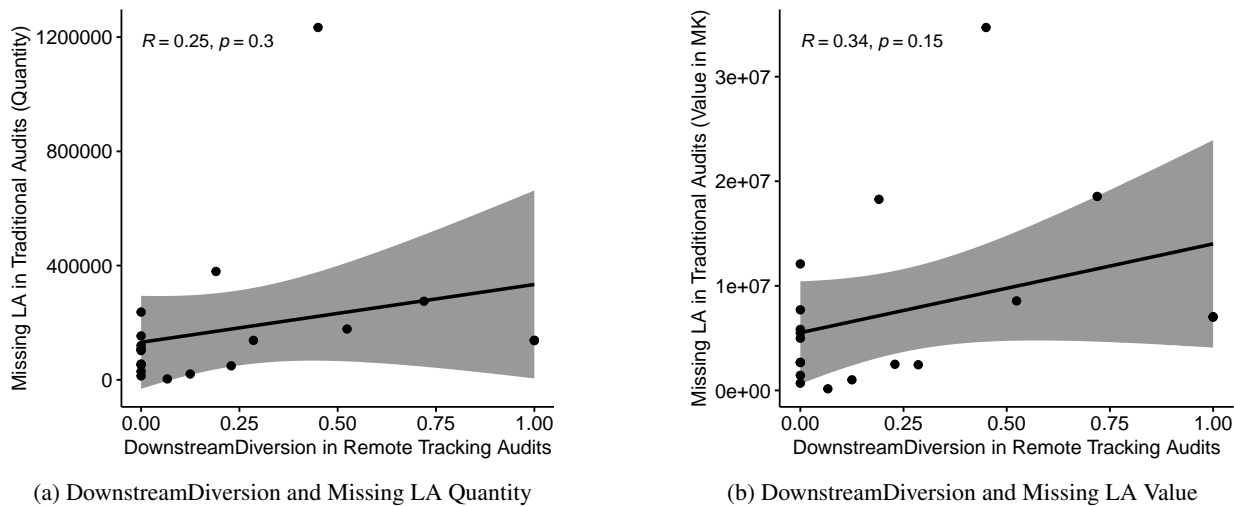 Missing LA in Traditional Audits (Quantity)
1200000
800000
400000
0
R = 0.25, p = 0.3
0.00 0.25 0.50 0.75 1.00
DownstreamDiversion in Remote Tracking Audits
(a) DownstreamDiversion and Missing LA Quantity
Missing LA in Traditional Audits (Value in MK)
3e+07
2e+07
1e+07
0e+00
R = 0.34, p = 0.15
0.00 0.25 0.50 0.75 1.00
DownstreamDiversion in Remote Tracking Audits
(b) DownstreamDiversion and Missing LA Value